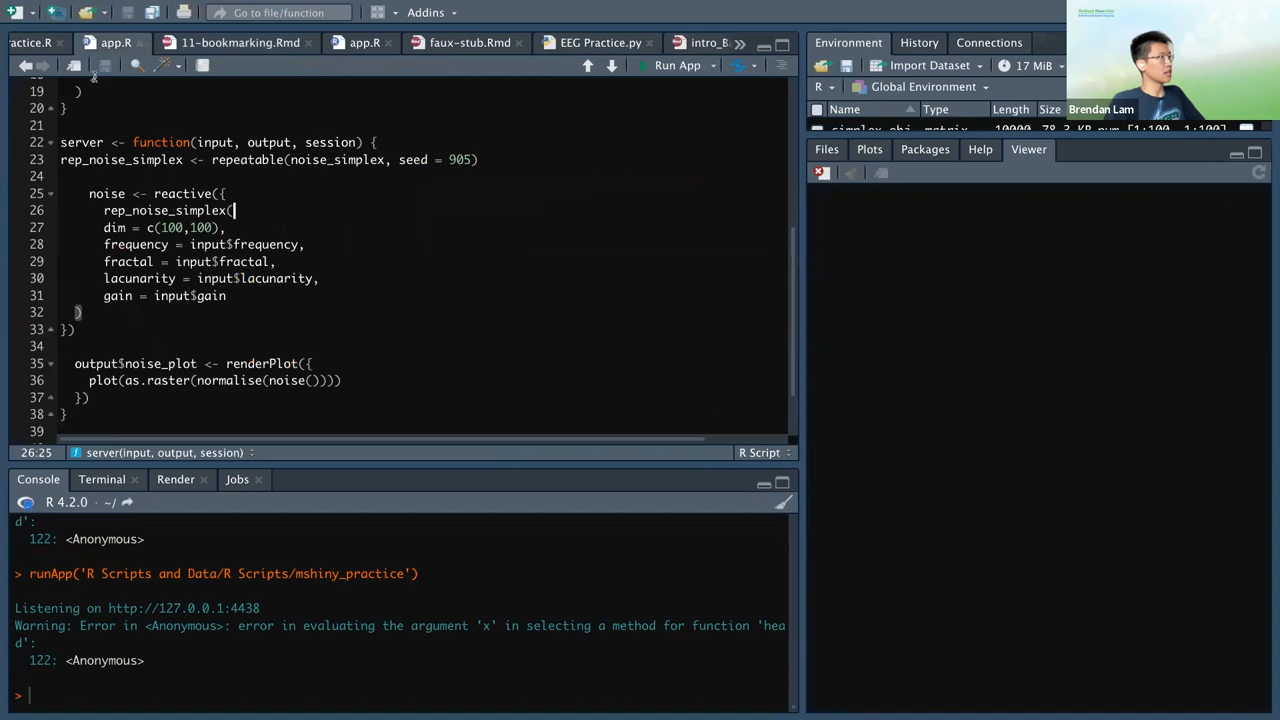 Go to file/function
Addins
ractice.R
app.R
11-bookmarking.Rmd
app.R
faux-stub.Rmd
EEG Practice.py
intro_B
Run App
19 )
20 }
21
22 server <- function(input, output, session) {
23 rep_noise_simplex <- repeatable(noise_simplex, seed = 905)
24
25 noise <- reactive({
26 rep_noise_simplex(
27 dim = c(100,100),
28 frequency = input$frequency,
29 fractal = input$fractal,
30 lacunarity = input$lacunarity,
31 gain = input$gain
32 )
33 })
34
35 output$noise_plot <- renderPlot({
36 plot(as.raster(normalise(noise())))
37 })
38 }
39
26:25 server(input, output, session) R Script
Console Terminal Render Jobs
R 4.2.0 · ~/
d':
122: <Anonymous>
> runApp('R Scripts and Data/R Scripts/mshiny_practice')
Listening on http://127.0.0.1:4438
Warning: Error in <Anonymous>: error in evaluating the argument 'x' in selecting a method for function 'hea
d':
122: <Anonymous>
>
Environment History Connections
Import Dataset 17 MiB
R Global Environment
Name Type Length Size
Brendan Lam
Files Plots Packages Help Viewer